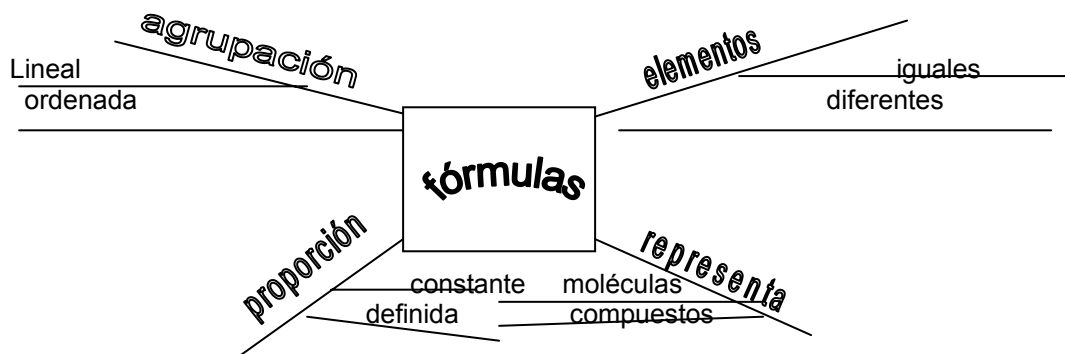 agrupación
Lineal
ordenada
elementos
iguales
diferentes
fórmulas
proporción
constante
definida
representa
moléculas
compuestos